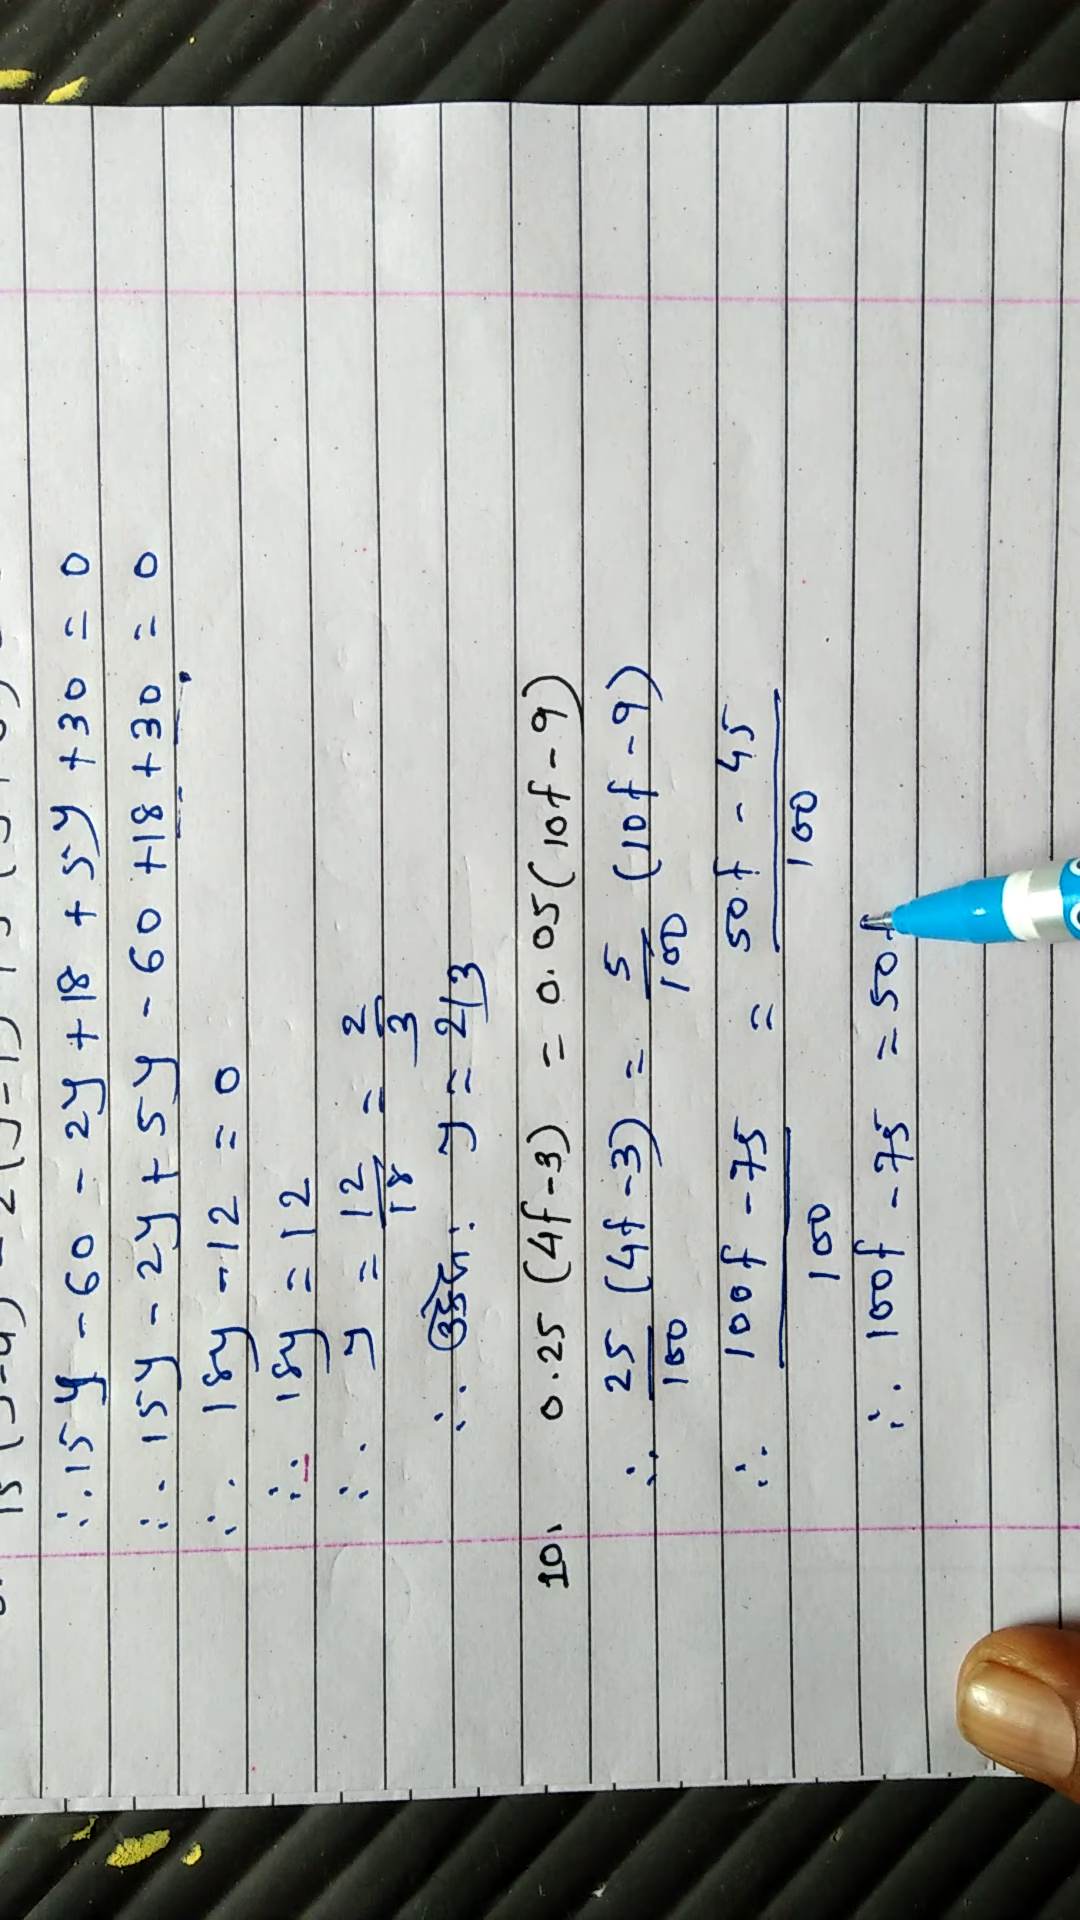 ∴ 15y - 60 - 2y + 18 + 5y + 30 = 0
∴ 15y - 2y + 5y - 60 + 18 + 30 = 0
∴ 18y - 12 = 0
∴ 18y = 12
∴ y = 12/18 = 2/3
∴ y = 2/3
10. 0.25 (4f-3) = 0.05 (10f-9)
∴ 25/100 (4f-3) = 5/100 (10f-9)
∴ 100f - 75/100 = 50f - 45/100
∴ 100f - 75 = 50f